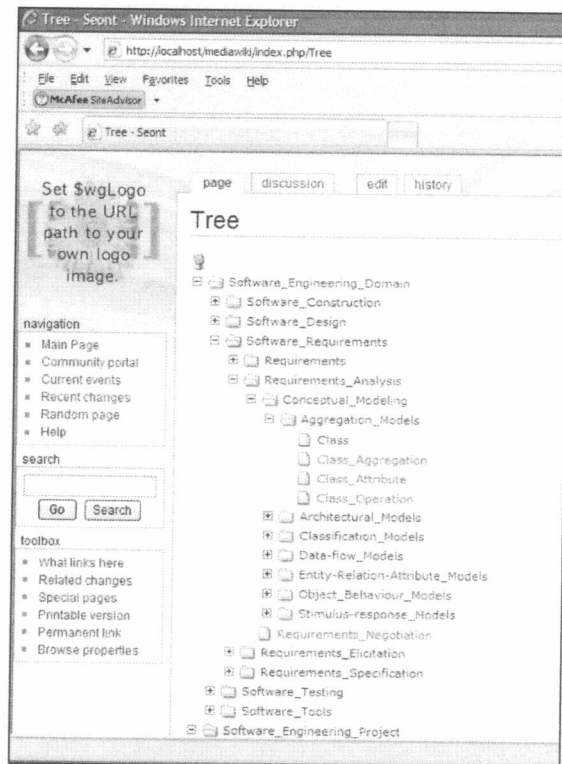 Tree - Seont - Windows Internet Explorer
http://localhost/mediawiki/index.php/Tree
File Edit View Favorites Tools Help
McAfee SiteAdvisor
Tree - Seont
Set $wgLogo
to the URL
path to your
own logo
image.
navigation
Main Page
Community portal
Current events
Recent changes
Random page
Help
search
Go Search
toolbox
What links here
Related changes
Special pages
Printable version
Permanent link
Browse properties
page discussion edit history
Tree
Software_Engineering_Domain
Software_Construction
Software_Design
Software_Requirements
Requirements
Requirements_Analysis
Conceptual_Modeling
Aggregation_Models
Class
Class_Aggregation
Class_Attribute
Class_Operation
Architectural_Models
Classification_Models
Data-flow_Models
Entity-Relation-Attribute_Models
Object_Behaviour_Models
Stimulus-response_Models
Requirements_Negotiation
Requirements_Elicitation
Requirements_Specification
Software_Testing
Software_Tools
Software_Engineering_Project